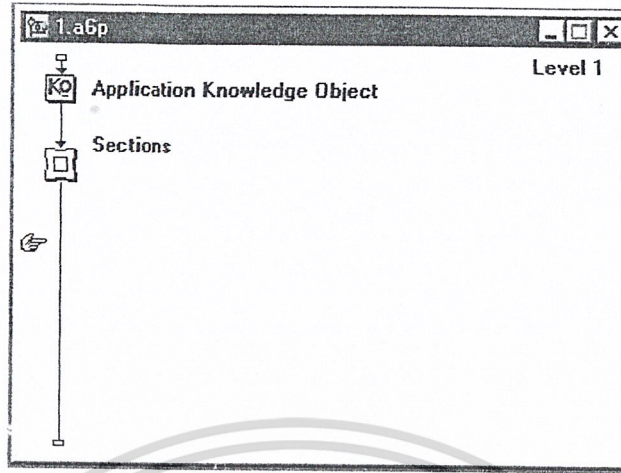 1.a6p
Level 1
KO
Application Knowledge Object
Sections